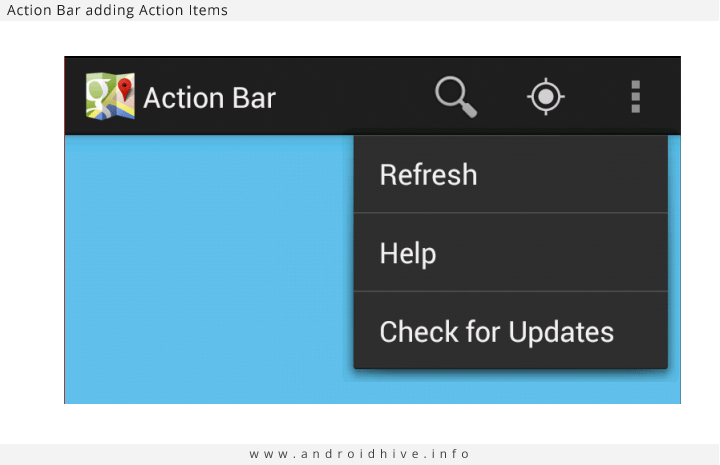 Action Bar adding Action Items
Action Bar
Refresh
Help
Check for Updates
www.androidhive.info